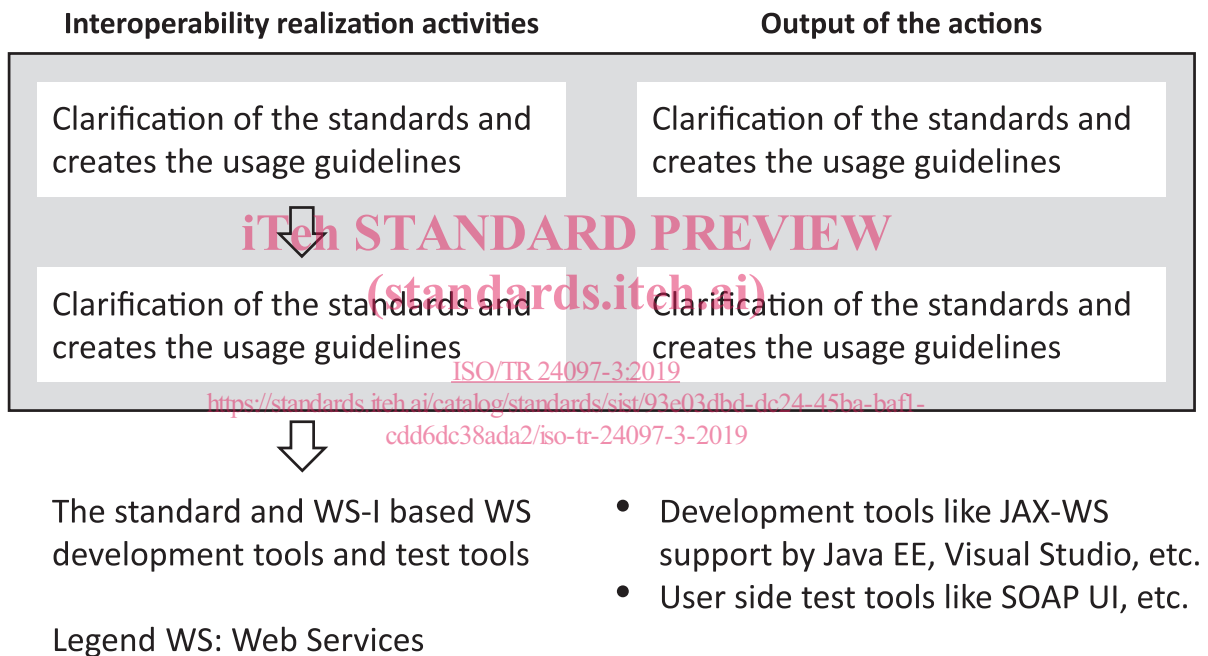 Interoperability realization activities
Output of the actions
Clarification of the standards and
creates the usage guidelines
Clarification of the standards and
creates the usage guidelines
iTeh STANDARD PREVIEW
(standards.iteh.ai)
Clarification of the standards and
creates the usage guidelines
Clarification of the standards and
creates the usage guidelines
ISO/TR 24097-3:2019
https://standards.iteh.ai/catalog/standards/sist/93e03dbd-dc24-45ba-baf1-
cdd6dc38ada2/iso-tr-24097-3-2019
The standard and WS-I based WS
development tools and test tools
• Development tools like JAX-WS
support by Java EE, Visual Studio, etc.
• User side test tools like SOAP UI, etc.
Legend WS: Web Services